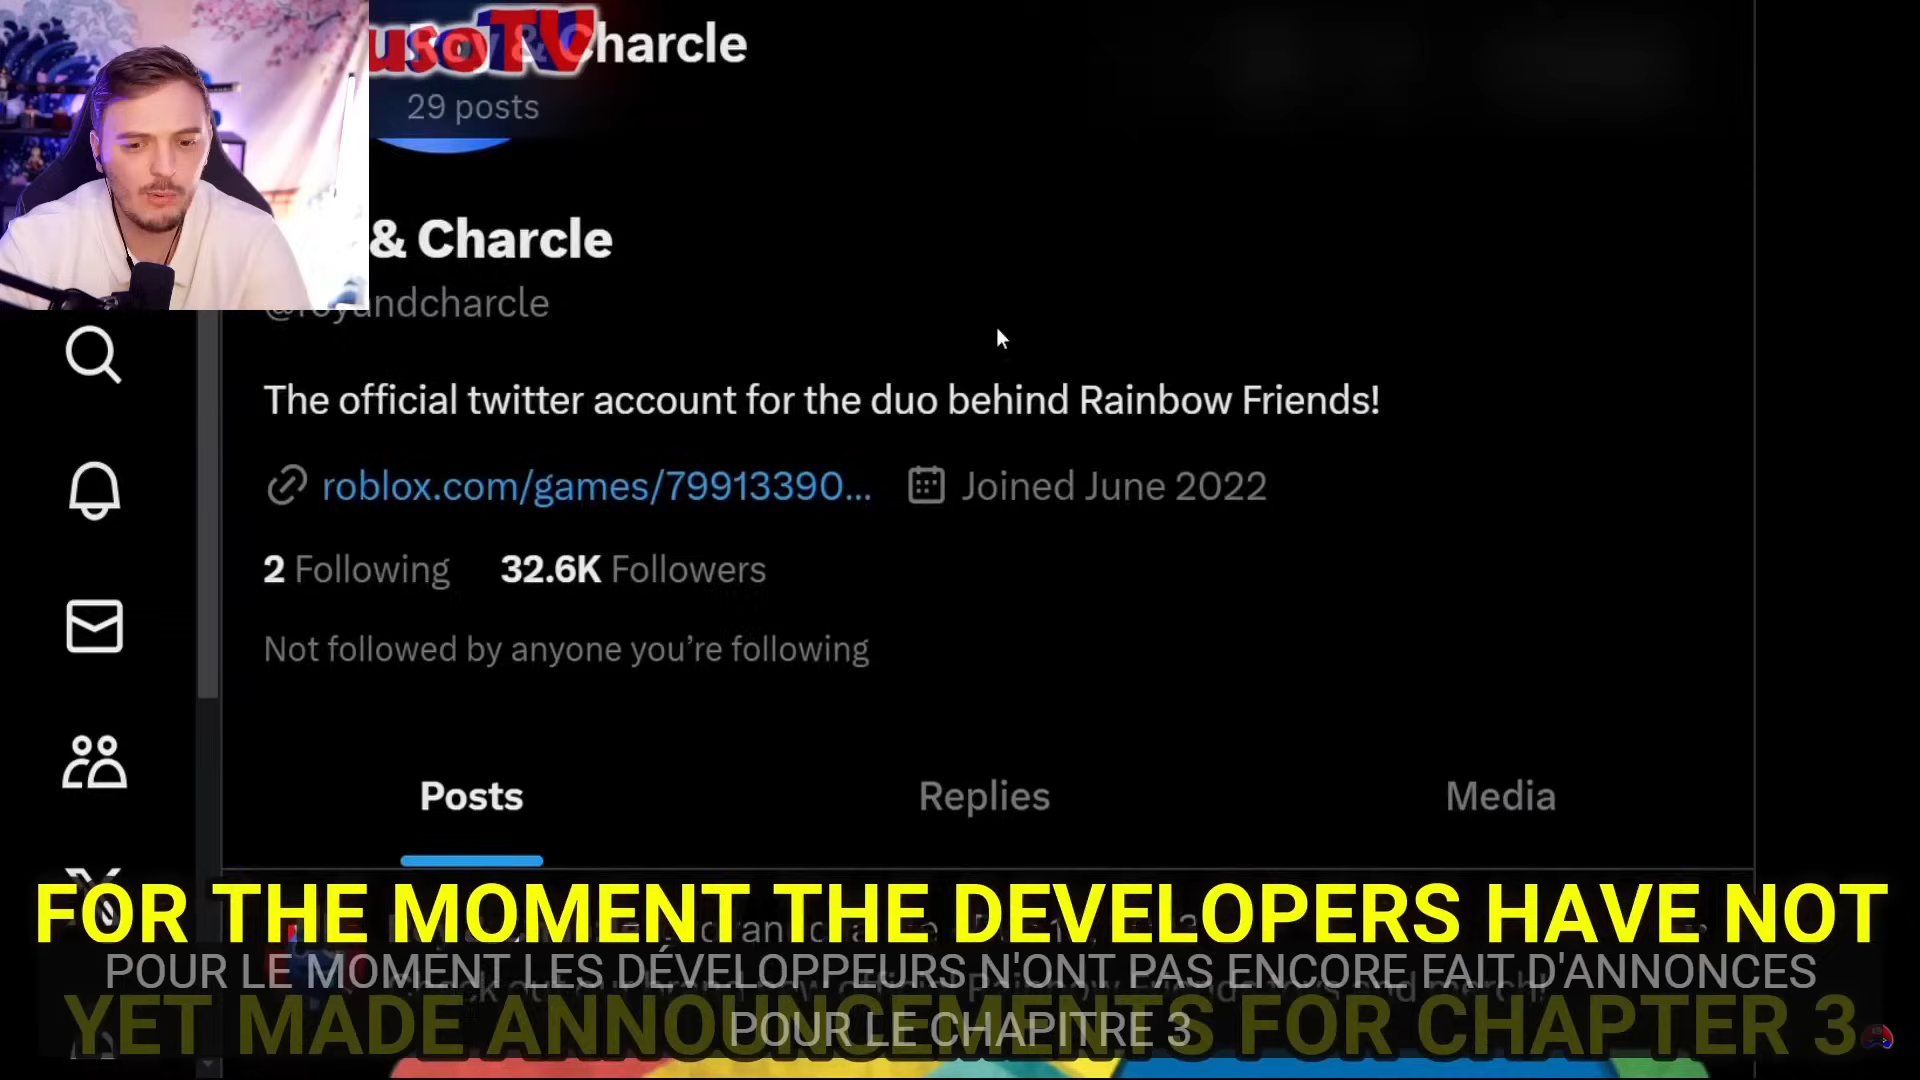 usoTV
Charcle
29 posts
& Charcle
@royandcharcle
The official twitter account for the duo behind Rainbow Friends!
roblox.com/games/79913390...
Joined June 2022
2 Following 32.6K Followers
Not followed by anyone you're following
Posts Replies Media
FOR THE MOMENT THE DEVELOPERS HAVE NOT
YET MADE ANNOUNCEMENTS FOR CHAPTER 3
POUR LE MOMENT LES DÉVELOPPEURS N'ONT PAS ENCORE FAIT D'ANNONCES
POUR LE CHAPITRE 3